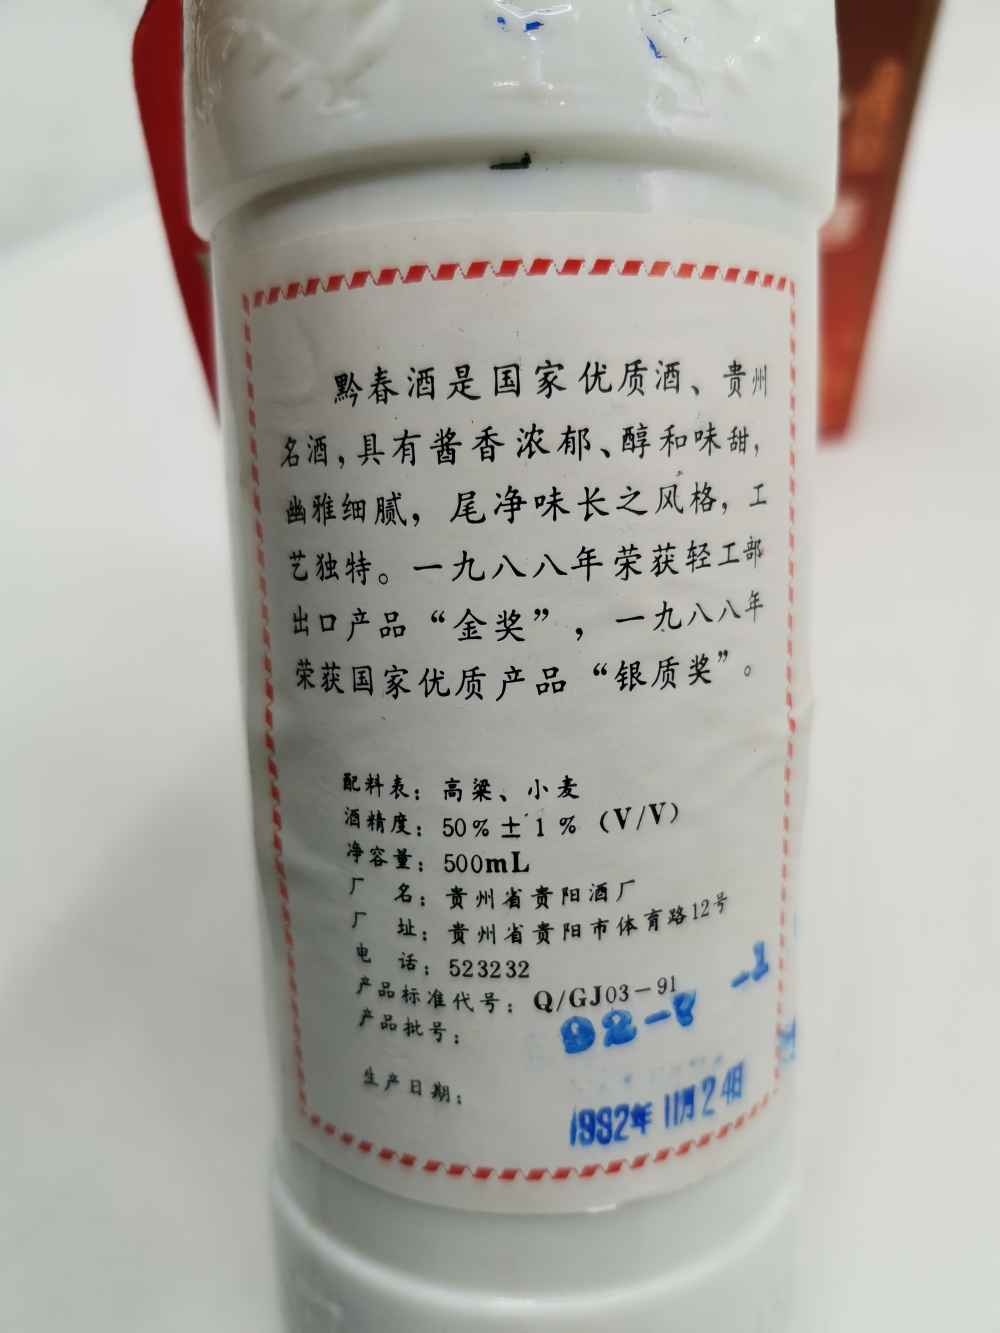 黔春酒是国家优质酒、贵州
名酒，具有酱香浓郁、醇和味甜，
幽雅细腻，尾净味长之风格，工
艺独特。一九八八年荣获轻工部
出口产品“金奖”，一九八八年
荣获国家优质产品“银质奖”。
配料表：高粱、小麦
酒精度：50%±1%（V/V）
净容量：500mL
厂 名：贵州省贵阳酒厂
厂 址：贵州省贵阳市体育路12号
电 话：523232
产品标准代号：Q/GJ03-91
产品批号：92-8 -1
生产日期：1992年11月24日